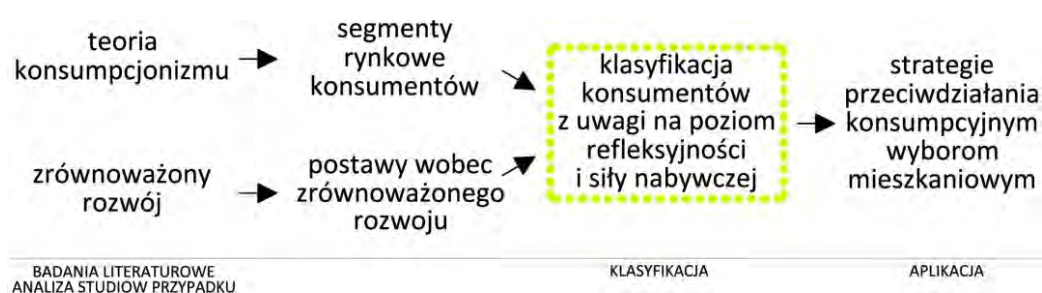 teoria
konsumpcjonizmu
segmenty
rynkowe
konsumentów
zrównoważony
rozwój
postawy wobec
zrównoważonego
rozwoju
klasyfikacja
konsumentów
z uwagi na poziom
refleksyjności
i siły nabywczej
strategie
przeciwdziałania
konsumpcyjnym
wyborom
mieszkaniowym
BADANIA LITERATUROWE
ANALIZA STUDIOW PRZYPADKU
KLASYFIKACJA
APLIKACJA